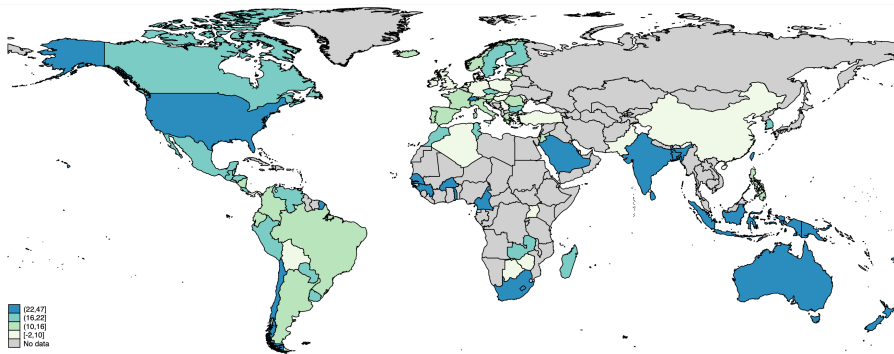 (22,47]
(16,22]
(10,16]
[-2,10]
No data